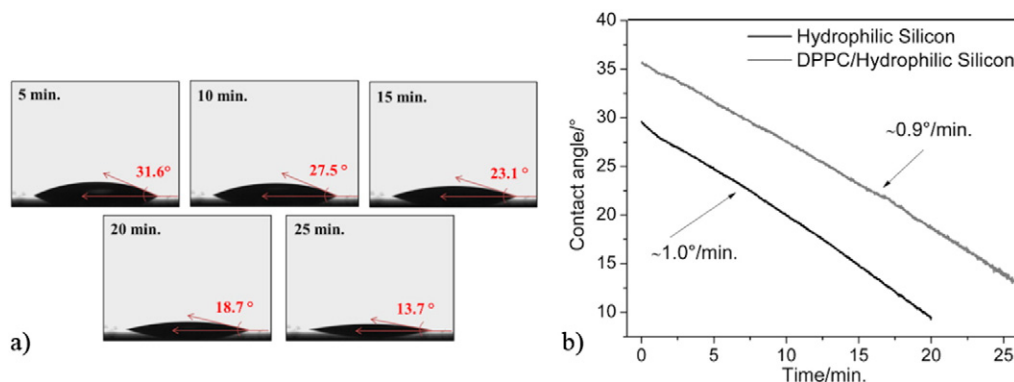 5 min.
31.6°
10 min.
27.5°
15 min.
23.1°
20 min.
18.7°
25 min.
13.7°
a)
b)
Hydrophilic Silicon
DPPC/Hydrophilic Silicon
~0.9°/min.
~1.0°/min.
Contact angle/°
40
35
30
25
20
15
10
0 5 10 15 20 25
Time/min.